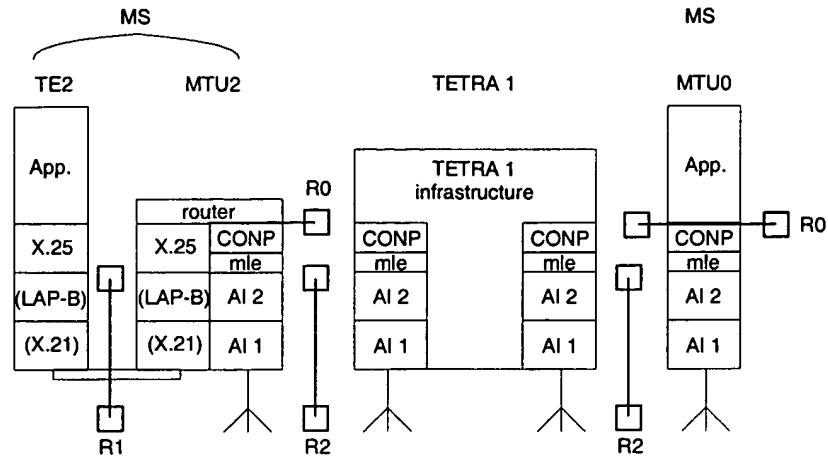 MS
MS
TE2
MTU2
TETRA 1
MTU0
App.
TETRA 1
infrastructure
App.
R0
router
X.25
X.25
CONP
CONP
CONP
R0
CONP
mle
mle
mle
mle
(LAP-B)
(LAP-B)
AI 2
AI 2
AI 2
AI 2
(X.21)
(X.21)
AI 1
AI 1
AI 1
AI 1
R1
R2
R2